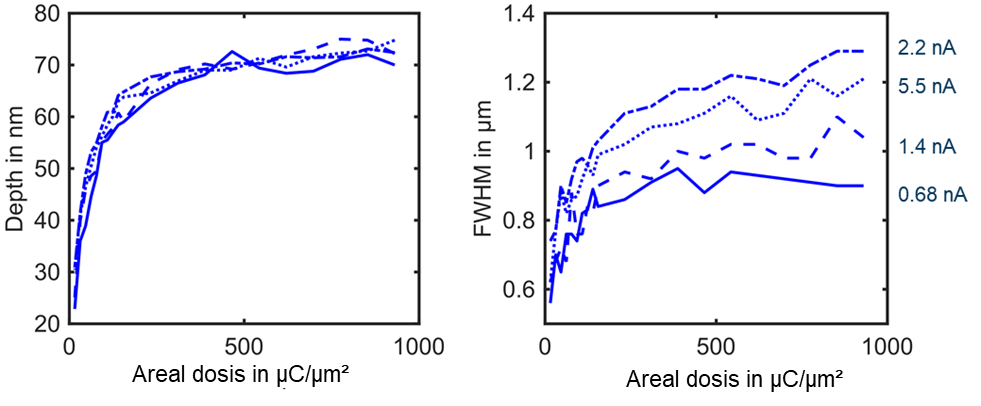 80
70
60
50
40
30
20
0
500
1000
Depth in nm
Areal dosis in µC/µm²
1.4
1.2
1
0.8
0.6
0
500
1000
FWHM in µm
Areal dosis in µC/µm²
2.2 nA
5.5 nA
1.4 nA
0.68 nA